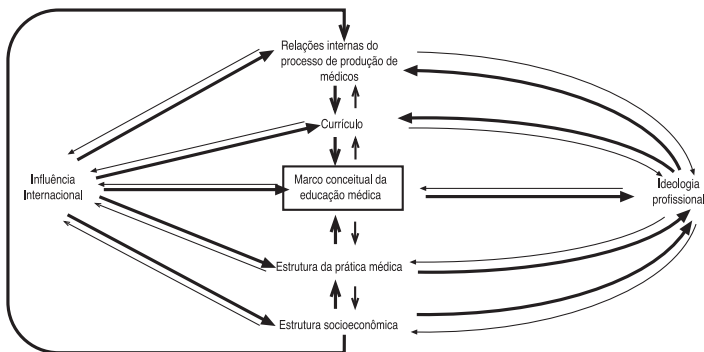 Relações internas do
processo de produção de
médicos
Currículo
Influência
Internacional
Marco conceitual da
educação médica
Ideologia
profissional
Estrutura da prática médica
Estrutura socioeconômica